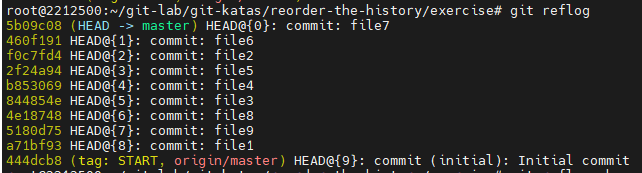 root@2212500:~/git-lab/git-katas/reorder-the-history/exercise# git reflog
5b09c08 (HEAD -> master) HEAD@{0}: commit: file7
460f191 HEAD@{1}: commit: file6
f0c7fd4 HEAD@{2}: commit: file2
2f24a94 HEAD@{3}: commit: file5
b853069 HEAD@{4}: commit: file4
844854e HEAD@{5}: commit: file3
4e18748 HEAD@{6}: commit: file8
5180d75 HEAD@{7}: commit: file9
a71bf93 HEAD@{8}: commit: file1
444dcb8 (tag: START, origin/master) HEAD@{9}: commit (initial): Initial commit